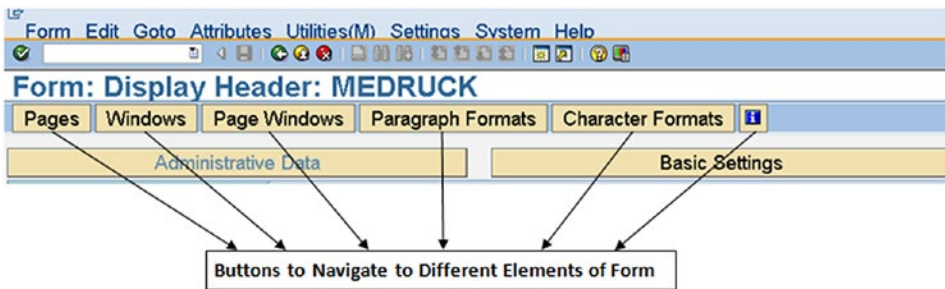 Form Edit Goto Attributes Utilities(M) Settings System Help
Form: Display Header: MEDRUCK
Pages Windows Page Windows Paragraph Formats Character Formats
Administrative Data Basic Settings
Buttons to Navigate to Different Elements of Form